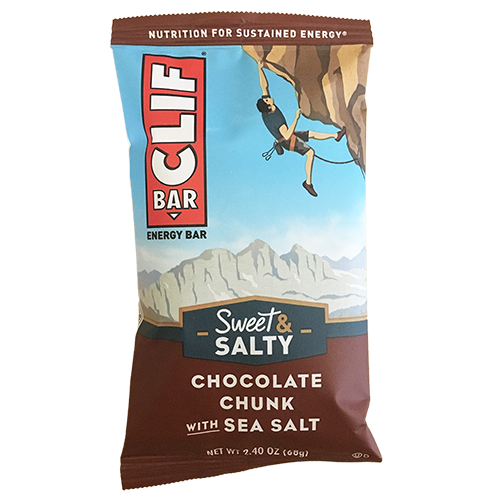 NUTRITION FOR SUSTAINED ENERGY®
CLIF
BAR
ENERGY BAR
Sweet &
SALTY
CHOCOLATE
CHUNK
WITH SEA SALT
NET WT 2.40 OZ (68g)